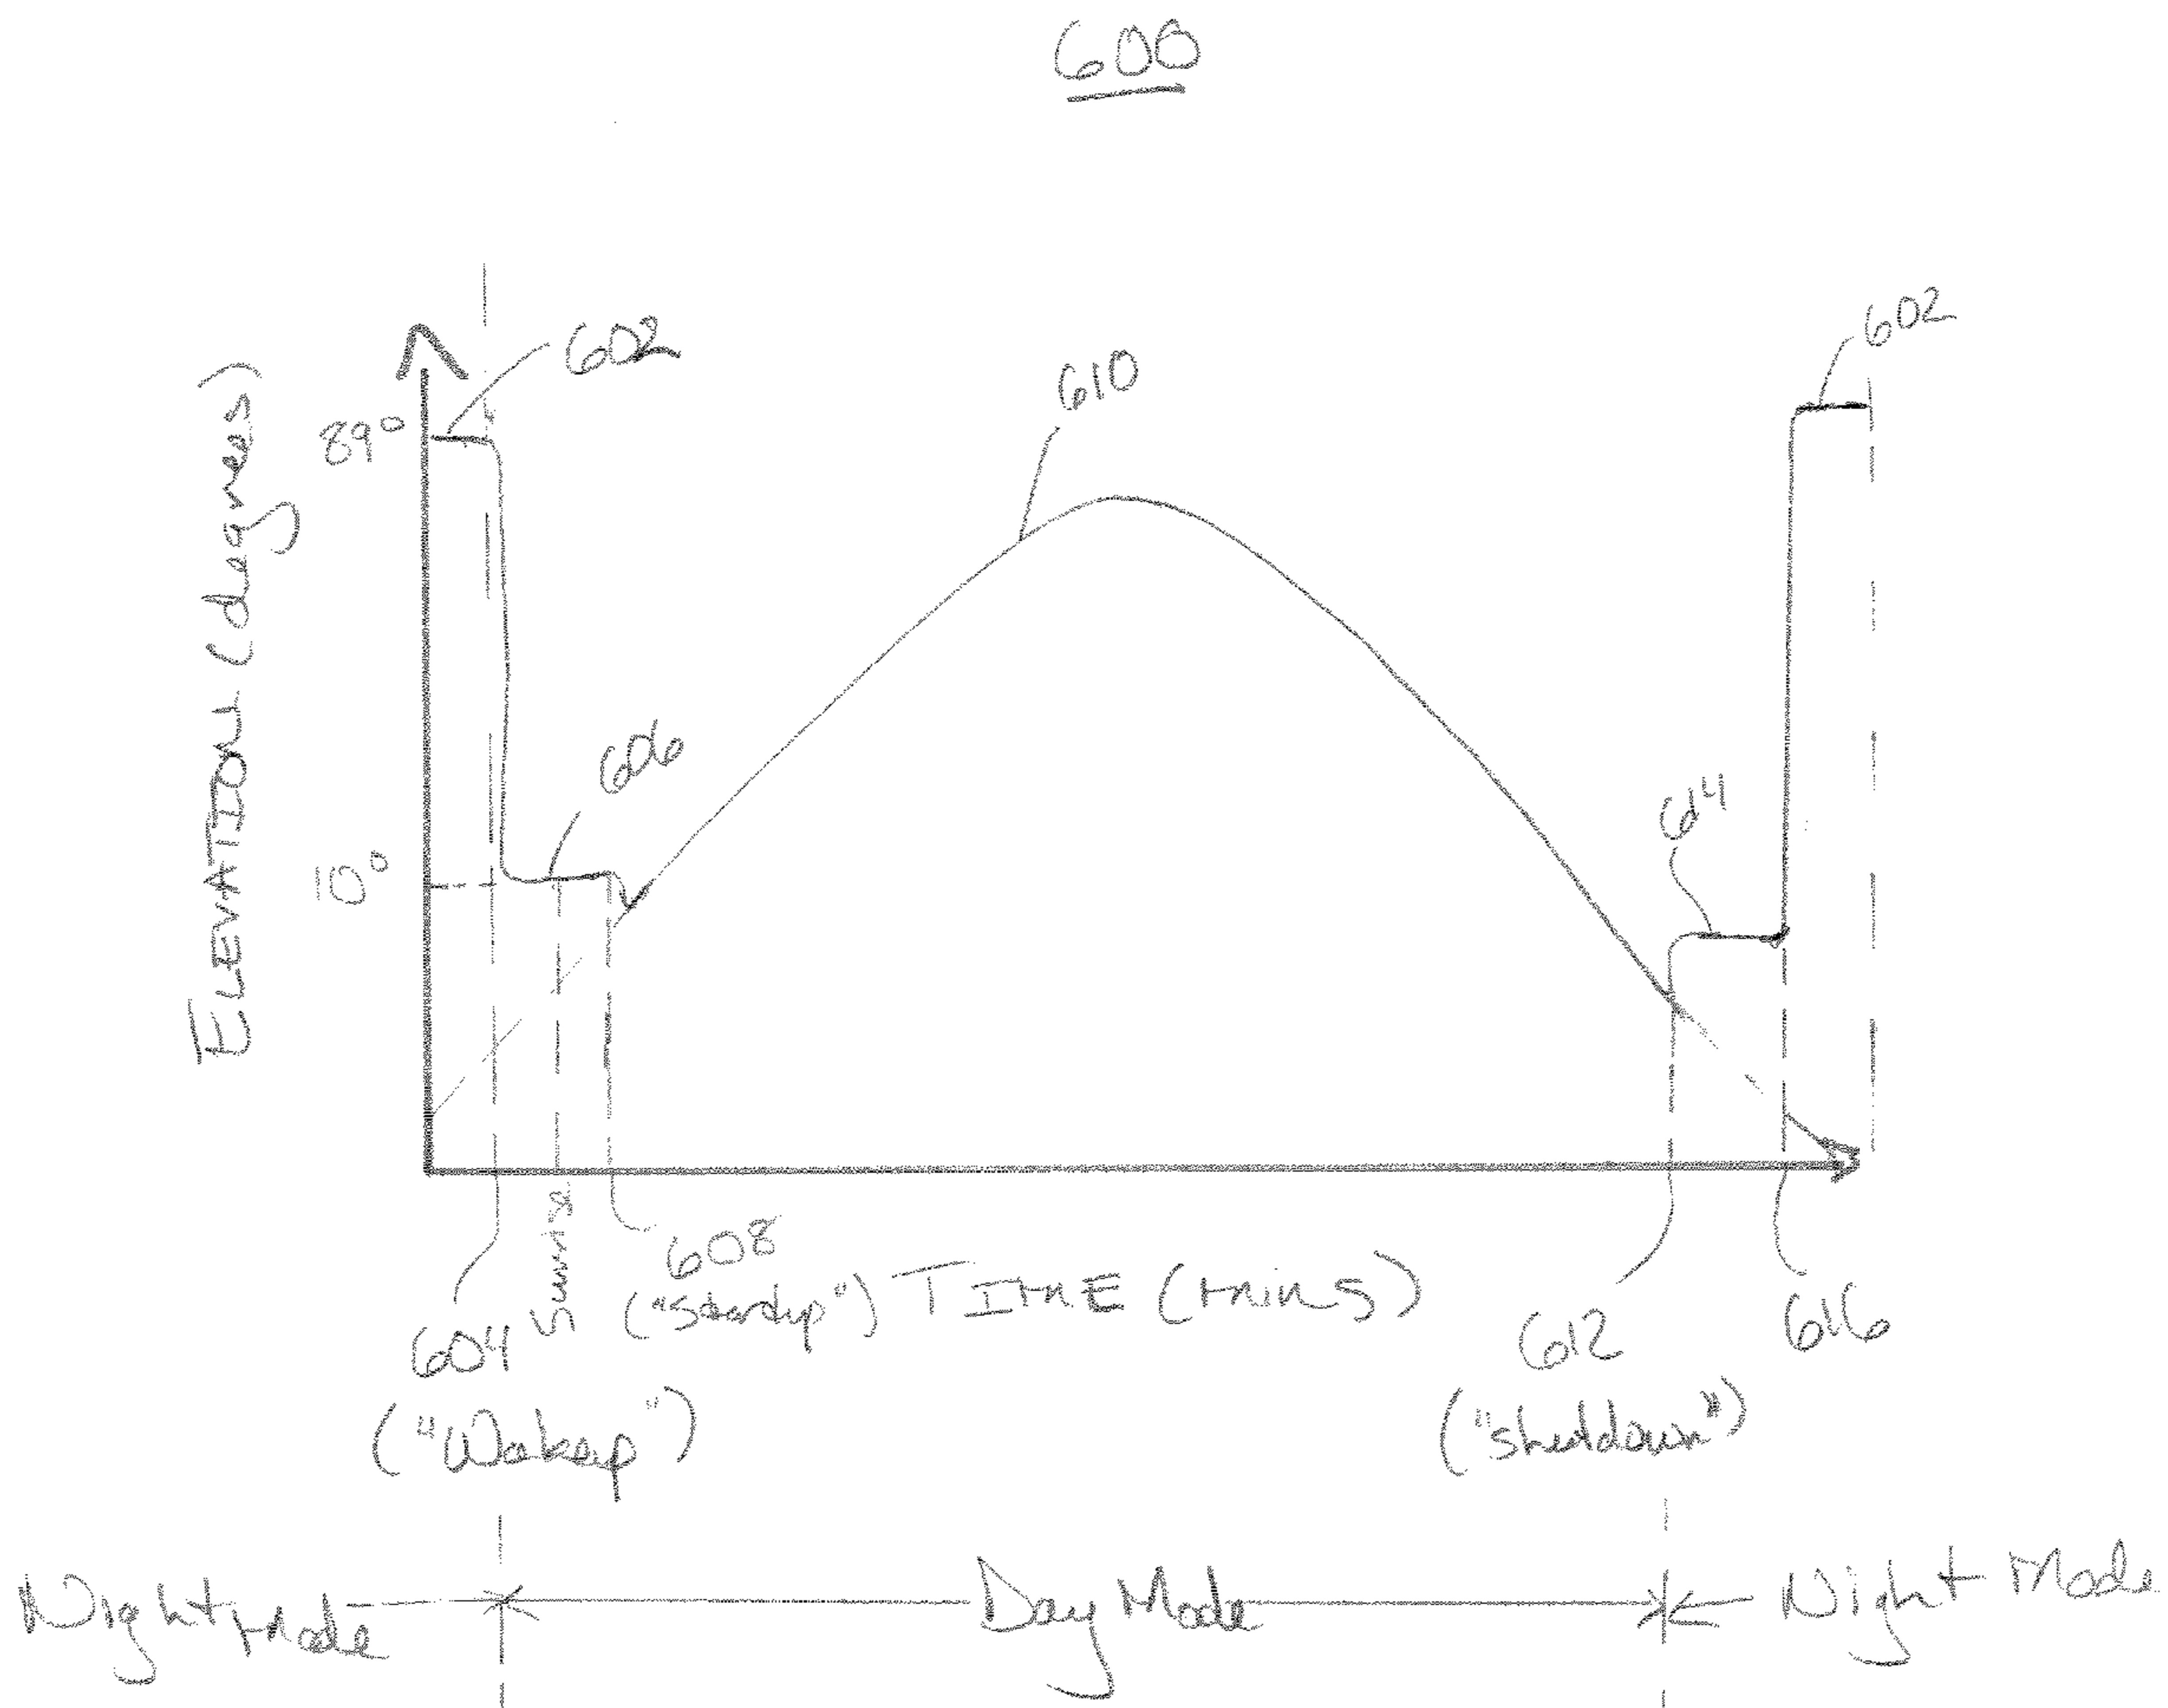 600
602
602
610
89°
ELEVATION (degrees)
606
614
10°
Sunrise
608
("Startup")
TIME (mins)
604
("Wakeup")
612
("Shutdown")
616
Night Mode
Day Mode
Night Mode